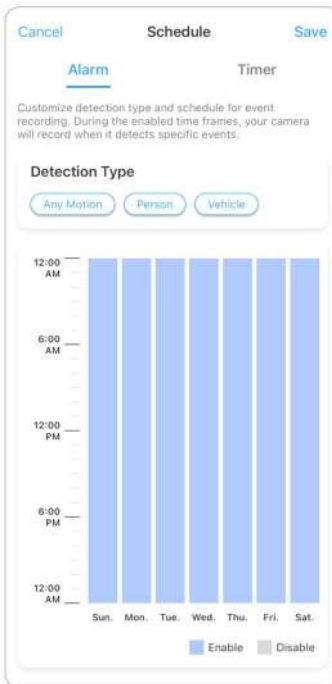 Cancel Schedule Save
Alarm Timer
Customize detection type and schedule for event
recording. During the enabled time frames, your camera
will record when it detects specific events.
Detection Type
Any Motion Person Vehicle
12:00
AM
6:00
AM
12:00
PM
6:00
PM
12:00
AM
Sun. Mon. Tue. Wed. Thu. Fri. Sat.
Enable Disable